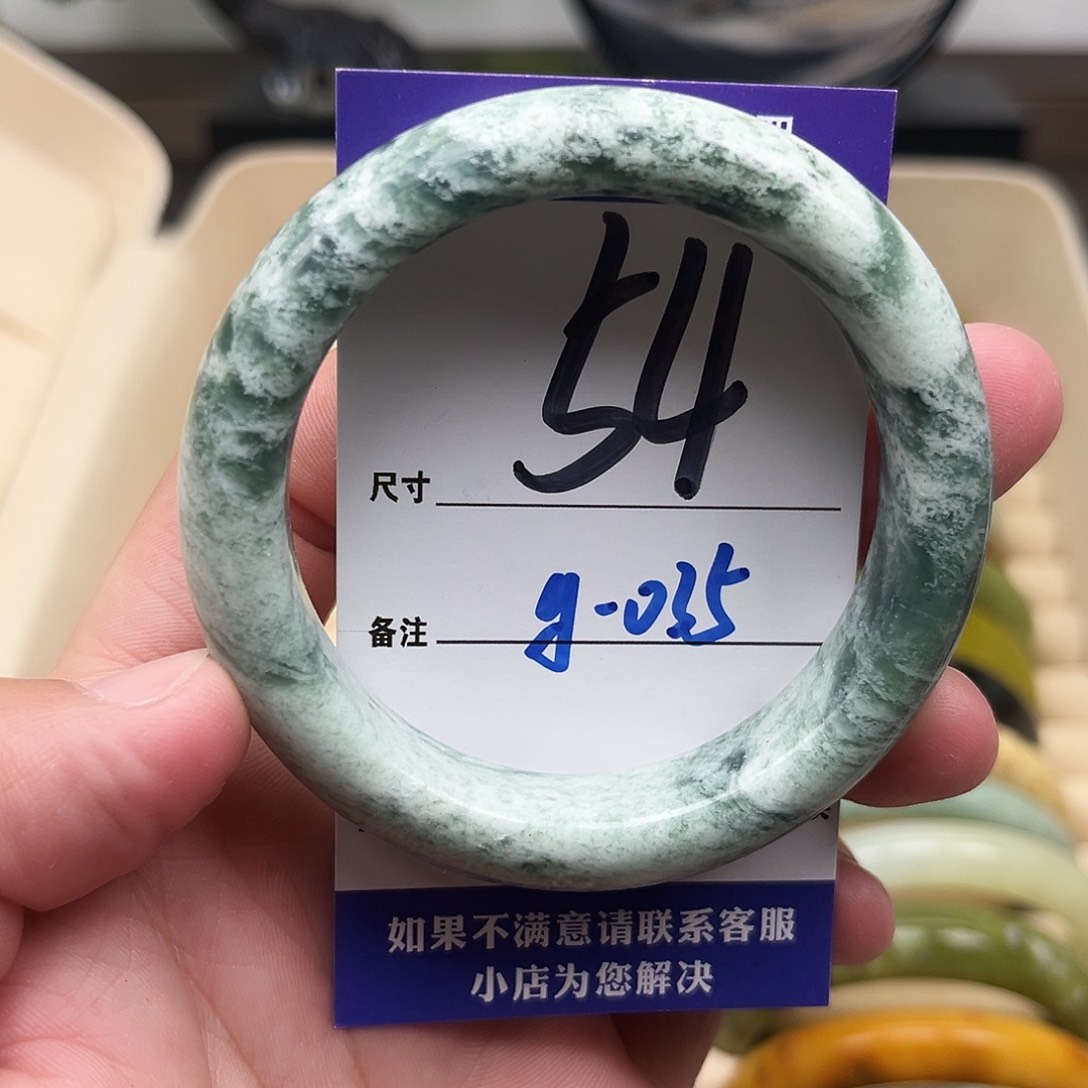 54
尺寸
g-035
备注
如果不满意请联系客服
小店为您解决